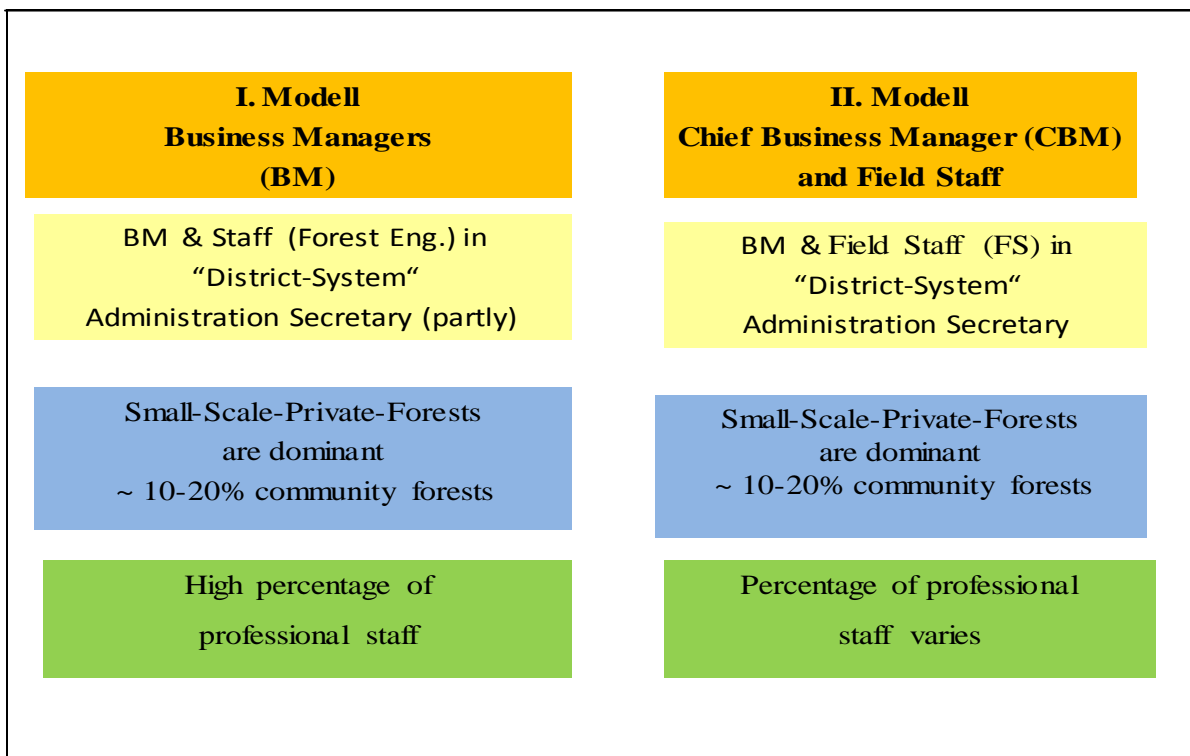 I. Modell
Business Managers
(BM)
BM & Staff (Forest Eng.) in
“District-System“
Administration Secretary (partly)
Small-Scale-Private-Forests
are dominant
~ 10-20% community forests
High percentage of
professional staff
II. Modell
Chief Business Manager (CBM)
and Field Staff
BM & Field Staff (FS) in
“District-System“
Administration Secretary
Small-Scale-Private-Forests
are dominant
~ 10-20% community forests
Percentage of professional
staff varies